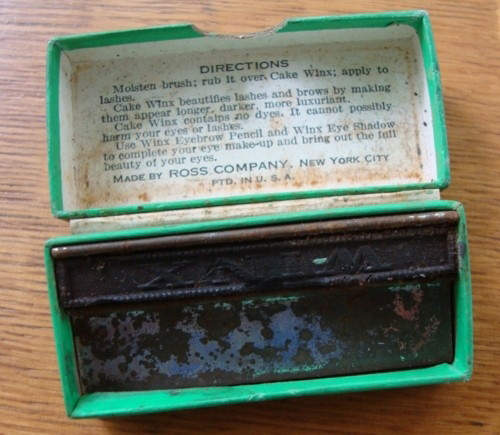 DIRECTIONS
Moisten brush; rub it over Cake Winx; apply to
lashes.
Cake Winx beautifies lashes and brows by making
them appear longer, darker, more luxuriant.
Cake Winx contains no dyes. It cannot possibly
harm your eyes or lashes.
Use Winx Eyebrow Pencil and Winx Eye Shadow
to complete your eye make-up and bring out the full
beauty of your eyes.
MADE BY ROSS COMPANY, NEW YORK CITY
PTD. IN U. S. A.
WINX